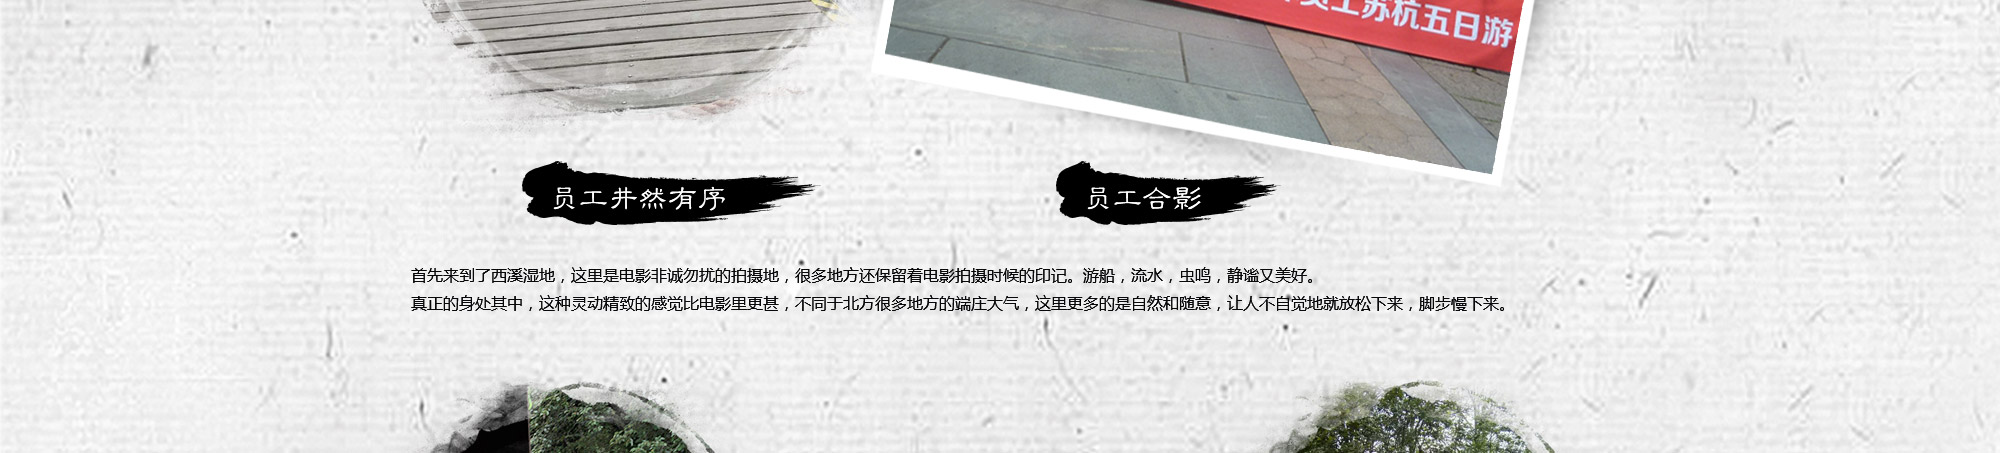 员工苏杭五日游
员工井然有序
员工合影
首先来到了西溪湿地，这里是电影非诚勿扰的拍摄地，很多地方还保留着电影拍摄时候的印记。游船，流水，虫鸣，静谧又美好。
真正的身处其中，这种灵动精致的感觉比电影里更甚，不同于北方很多地方的端庄大气，这里更多的是自然和随意，让人不自觉地就放松下来，脚步慢下来。